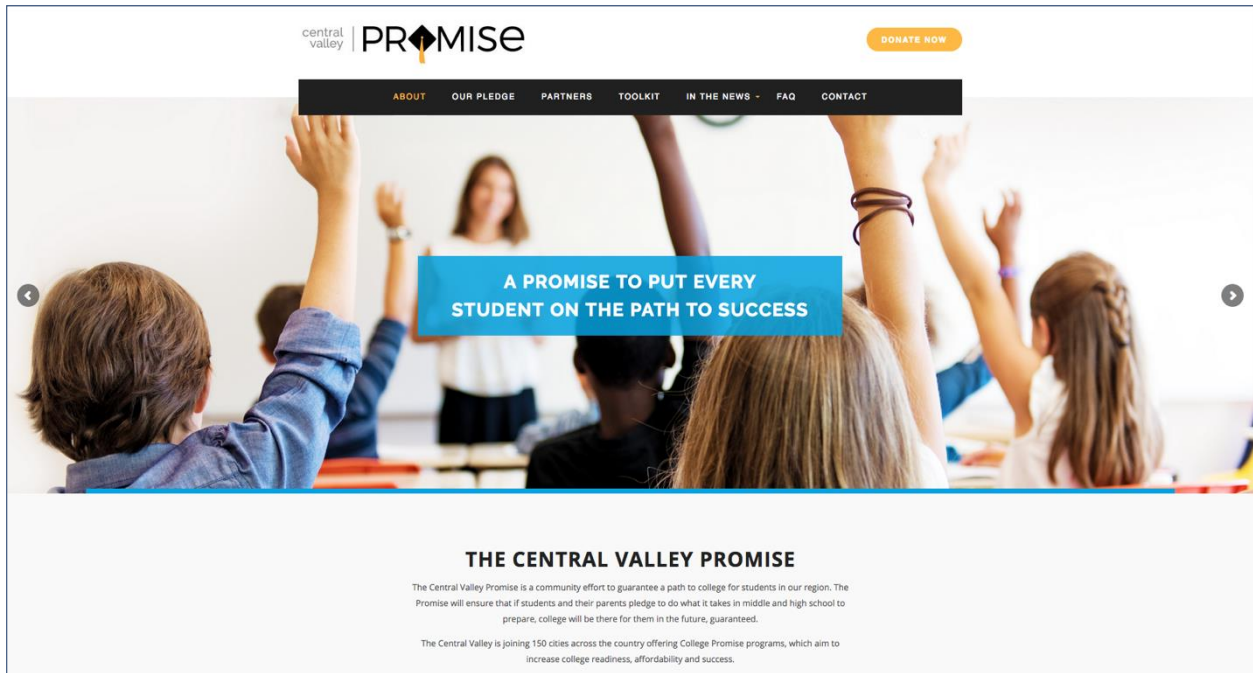 central
valley
PROMISe
DONATE NOW
ABOUT OUR PLEDGE PARTNERS TOOLKIT IN THE NEWS FAQ CONTACT
A PROMISE TO PUT EVERY
STUDENT ON THE PATH TO SUCCESS
THE CENTRAL VALLEY PROMISE
The Central Valley Promise is a community effort to guarantee a path to college for students in our region. The
Promise will ensure that if students and their parents pledge to do what it takes in middle and high school to
prepare, college will be there for them in the future, guaranteed.
The Central Valley is joining 150 cities across the country offering College Promise programs, which aim to
increase college readiness, affordability and success.